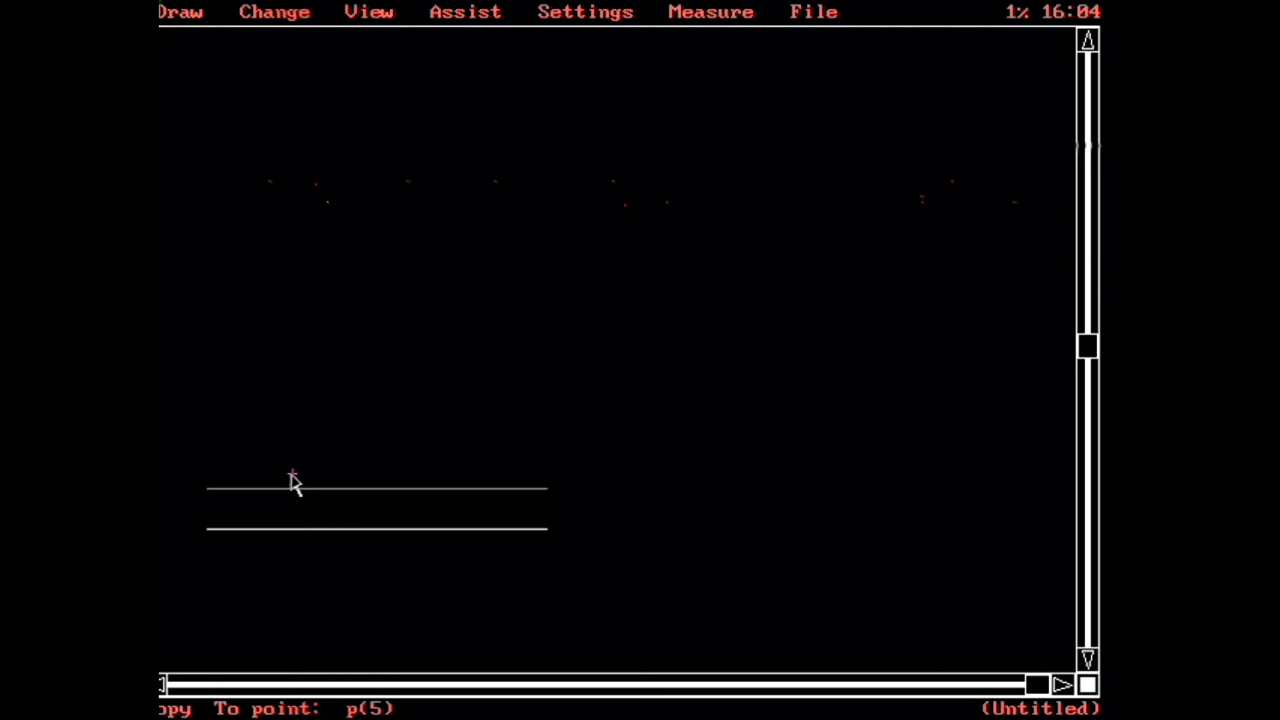 Draw Change View Assist Settings Measure File 1% 16:04
opy To point: p(5) (Untitled)